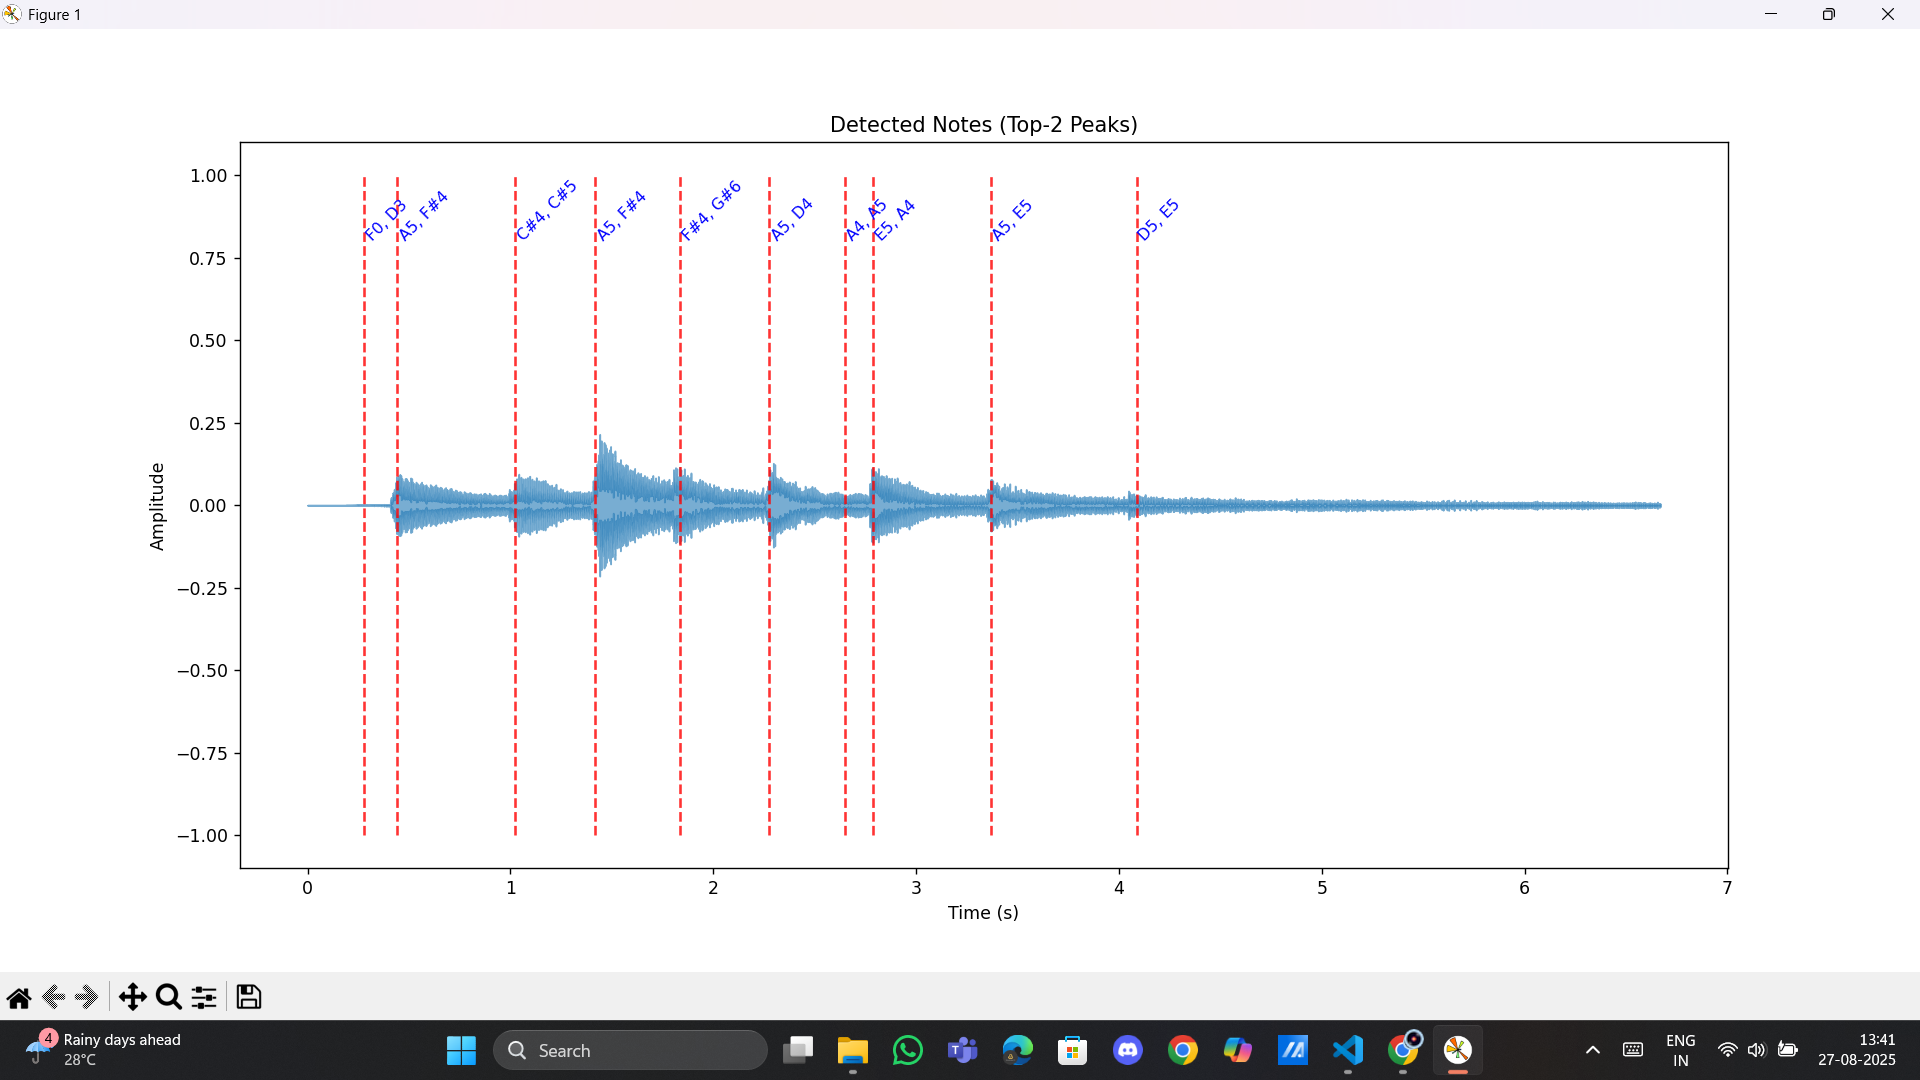 Figure 1
Detected Notes (Top-2 Peaks)
1.00
0.75
0.50
0.25
0.00
−0.25
−0.50
−0.75
−1.00
Amplitude
F0, D3
A5, F#4
C#4, C#5
A5, F#4
F#4, G#6
A5, D4
A4, A5
E5, A4
A5, E5
D5, E5
0 1 2 3 4 5 6 7
Time (s)
4
Rainy days ahead
28°C
Search
ENG
IN
13:41
27-08-2025